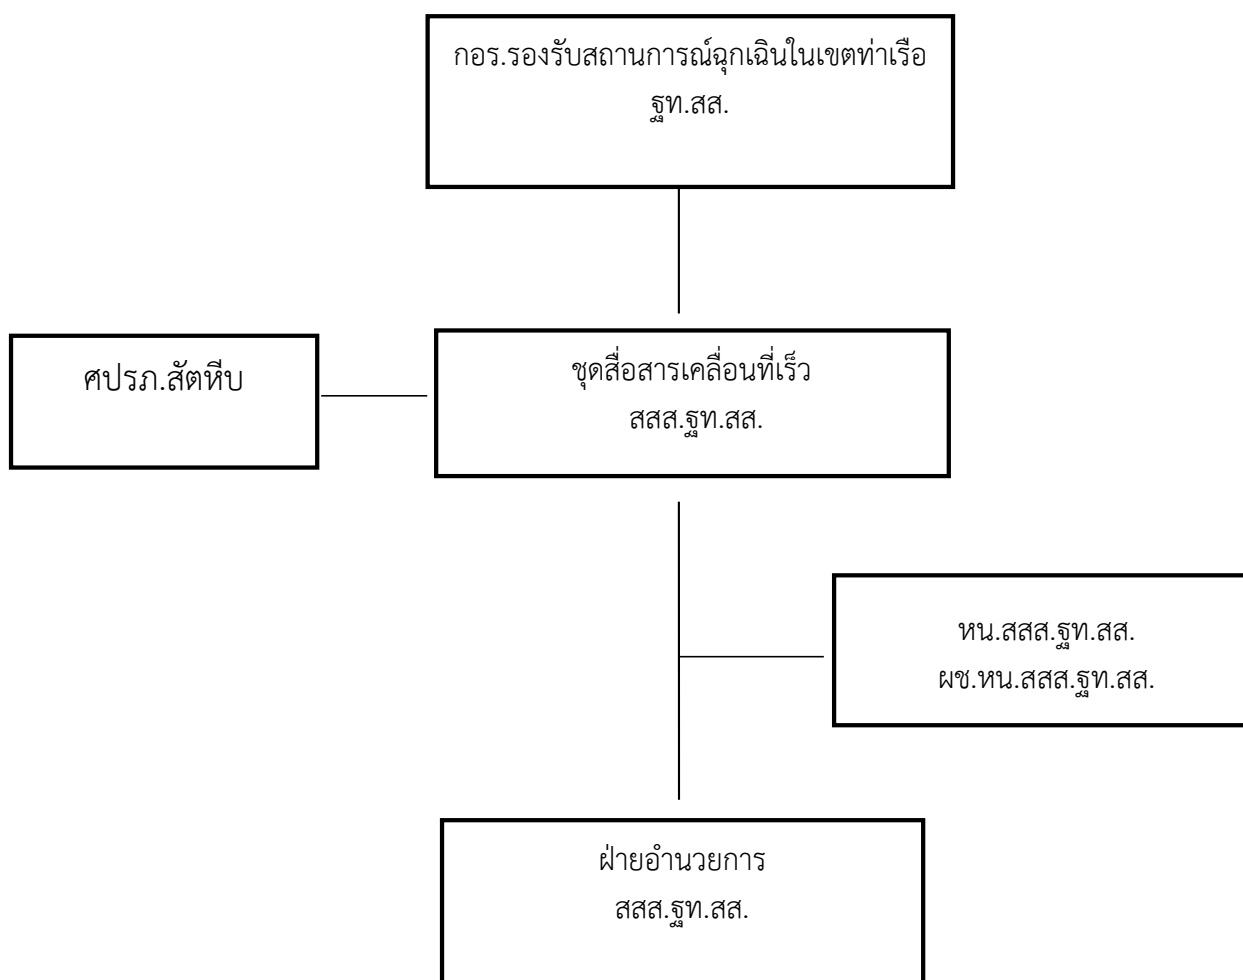 กอร.รองรับสถานการณ์ฉุกเฉินในเขตท่าเรือ
ฐท.สส.
ศปรภ.สัตหีบ
ชุดสื่อสารเคลื่อนที่เร็ว
สสส.ฐท.สส.
หน.สสส.ฐท.สส.
ผช.หน.สสส.ฐท.สส.
ฝ่ายอำนวยการ
สสส.ฐท.สส.